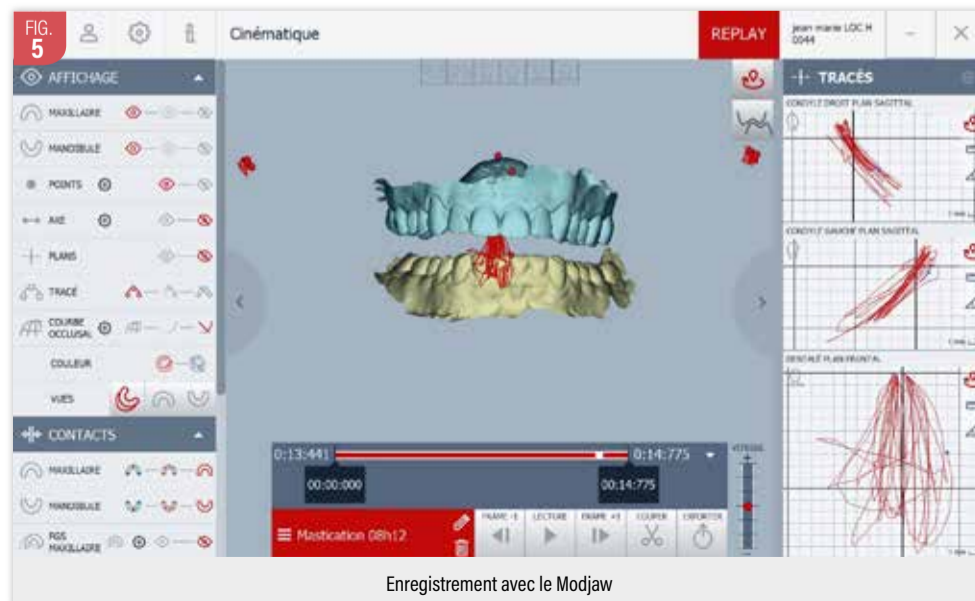 FIG.
5
Cinématique
REPLAY
jean marie LOC H
0044
AFFICHAGE
MAXILLAIRE
MANDIBULE
POINTS
AXE
PLANS
TRACÉ
COURBE
OCCLUSAL
COULEUR
VUES
CONTACTS
MAXILLAIRE
MANDIBULE
RGS
MAXILLAIRE
TRACÉS
CONDYLE DROIT PLAN SAGITTAL
CONDYLE GAUCHE PLAN SAGITTAL
PLAN FRONTAL
0:13:441
0:14:775
00:00:000
00:14:775
VITESSE
Mastication 08h12
FRAME -1
LECTURE
FRAME +1
COUPER
EXPORTER
Enregistrement avec le Modjaw